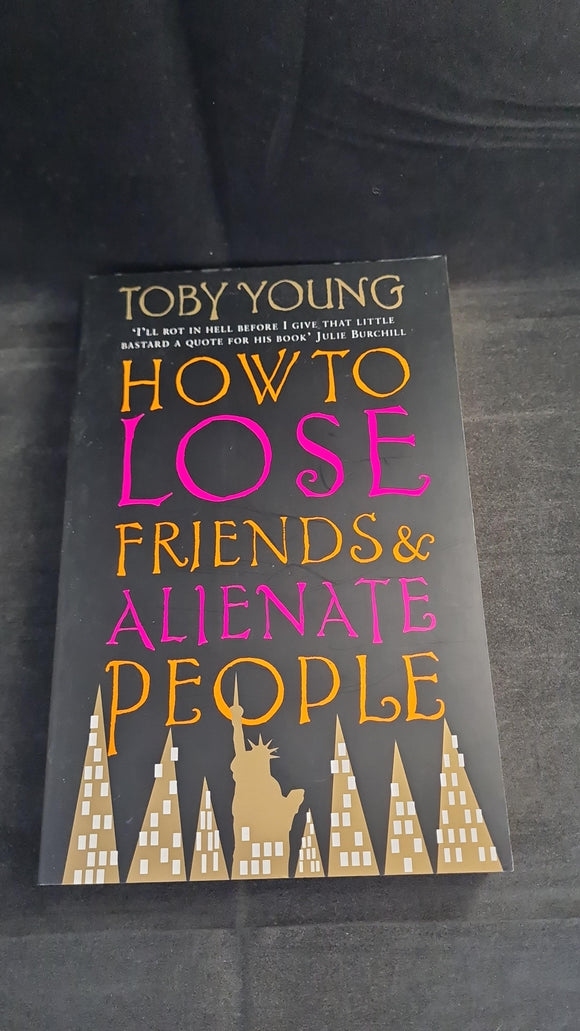 TOBY YOUNG
'I'LL ROT IN HELL BEFORE I GIVE THAT LITTLE
BASTARD A QUOTE FOR HIS BOOK' JULIE BURCHILL
HOW TO
LOSE
FRIENDS &
ALIENATE
PEOPLE